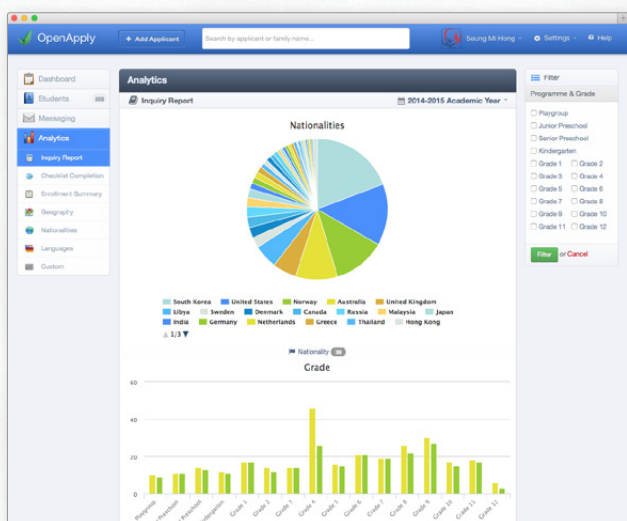 OpenApply
+ Add Applicant
Search by applicant or family name...
Seung Mi Hong
Settings
Help
Dashboard
Students
Messaging
Analytics
Inquiry Report
Checklist Completion
Enrollment Summary
Geography
Nationalities
Languages
Custom
Analytics
Inquiry Report
2014-2015 Academic Year
Nationalities
South Korea United States Norway Australia United Kingdom
Libya Sweden Denmark Canada Russia Malaysia Japan
India Germany Netherlands Greece Thailand Hong Kong
1/3
Nationality
Grade
60
40
20
0
Playgroup
Preschool
Preschool
Kindergarten
Grade 1
Grade 2
Grade 3
Grade 4
Grade 5
Grade 6
Grade 7
Grade 8
Grade 9
Grade 10
Grade 11
Grade 12
Filter
Programme & Grade
Playgroup
Junior Preschool
Senior Preschool
Kindergarten
Grade 1 Grade 2
Grade 3 Grade 4
Grade 5 Grade 6
Grade 7 Grade 8
Grade 9 Grade 10
Grade 11 Grade 12
Filter or Cancel